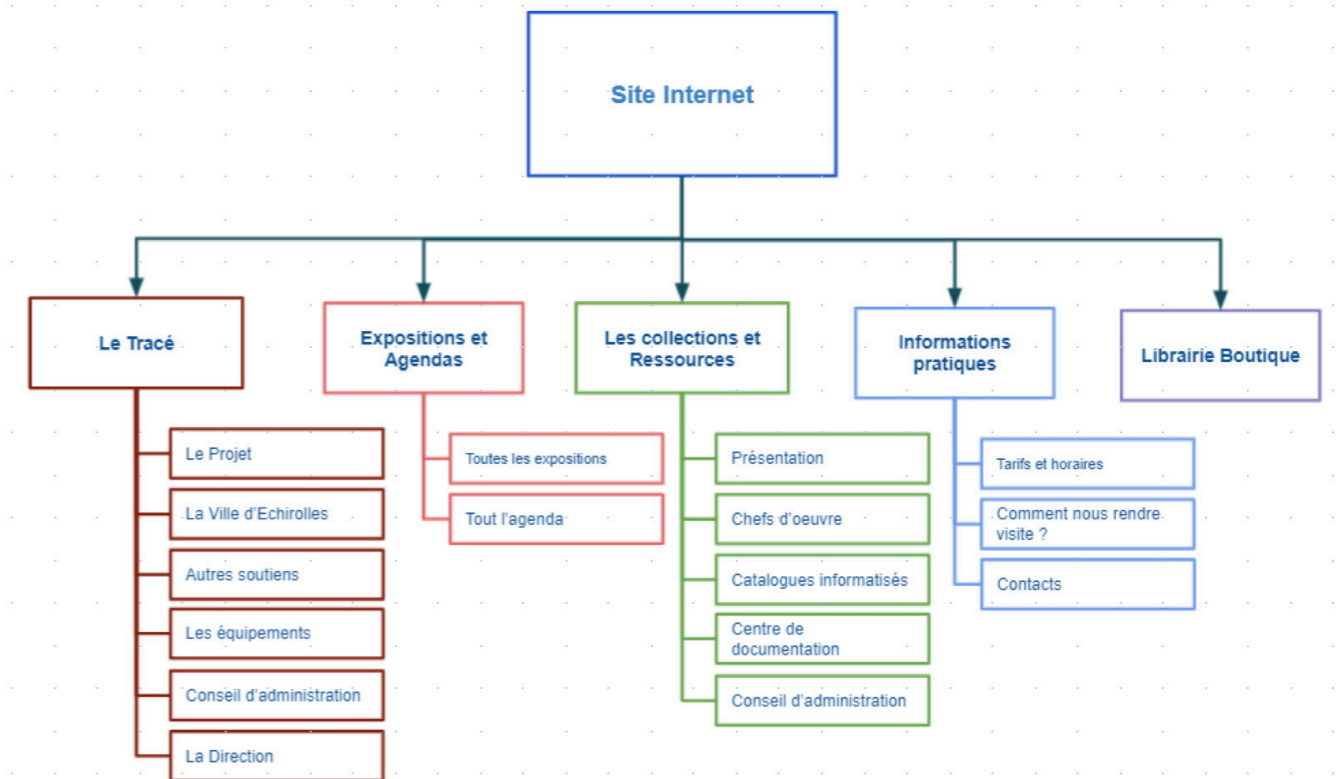 Site Internet
Le Tracé
Le Projet
La Ville d'Echirolles
Autres soutiens
Les équipements
Conseil d'administration
La Direction
Expositions et
Agendas
Toutes les expositions
Tout l'agenda
Les collections et
Ressources
Présentation
Chefs d'oeuvre
Catalogues informatisés
Centre de
documentation
Conseil d'administration
Informations
pratiques
Tarifs et horaires
Comment nous rendre
visite ?
Contacts
Librairie Boutique